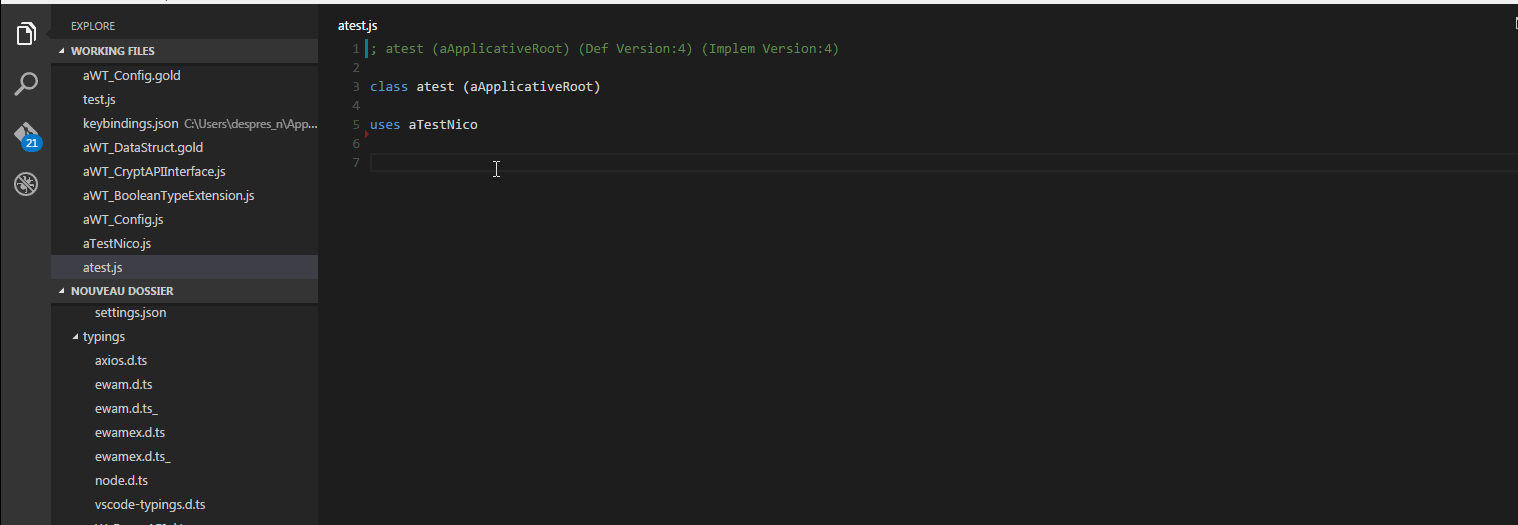 EXPLORE
WORKING FILES
aWT_Config.gold
test.js
keybindings.json C:\Users\despres_n\App...
aWT_DataStruct.gold
aWT_CryptAPIInterface.js
aWT_BooleanTypeExtension.js
aWT_Config.js
aTestNico.js
atest.js
NOUVEAU DOSSIER
settings.json
typings
axios.d.ts
ewam.d.ts
ewam.d.ts_
ewamex.d.ts
ewamex.d.ts_
node.d.ts
vscode-typings.d.ts
21
atest.js
1 ; atest (aApplicativeRoot) (Def Version:4) (Implem Version:4)
2
3 class atest (aApplicativeRoot)
4
5 uses aTestNico
6
7